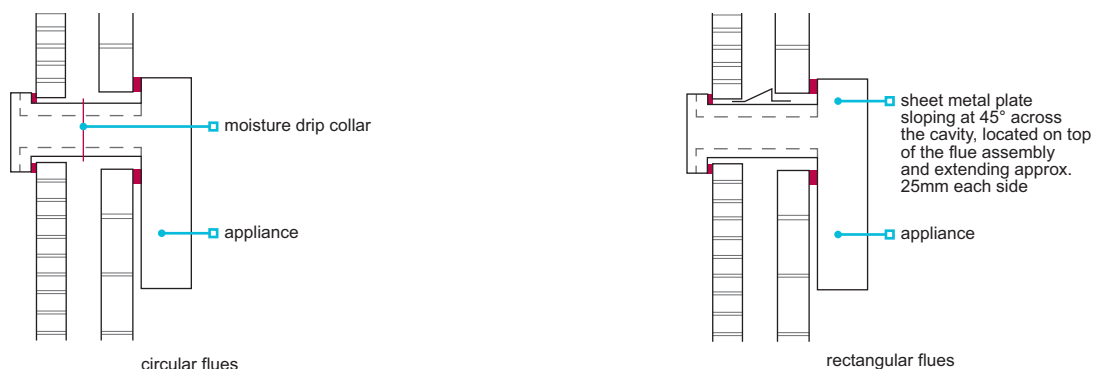 moisture drip collar
appliance
circular flues
sheet metal plate
sloping at 45° across
the cavity, located on top
of the flue assembly
and extending approx.
25mm each side
appliance
rectangular flues